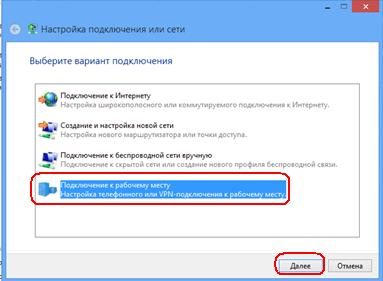 Настройка подключения или сети
Выберите вариант подключения
Подключение к Интернету
Настройка широкополосного или коммутируемого подключения к Интернету.
Создание и настройка новой сети
Настройка нового маршрутизатора или точки доступа.
Подключение к беспроводной сети вручную
Подключение к скрытой сети или создание нового профиля беспроводной связи.
Подключение к рабочему месту
Настройка телефонного или VPN-подключения к рабочему месту.
Далее
Отмена